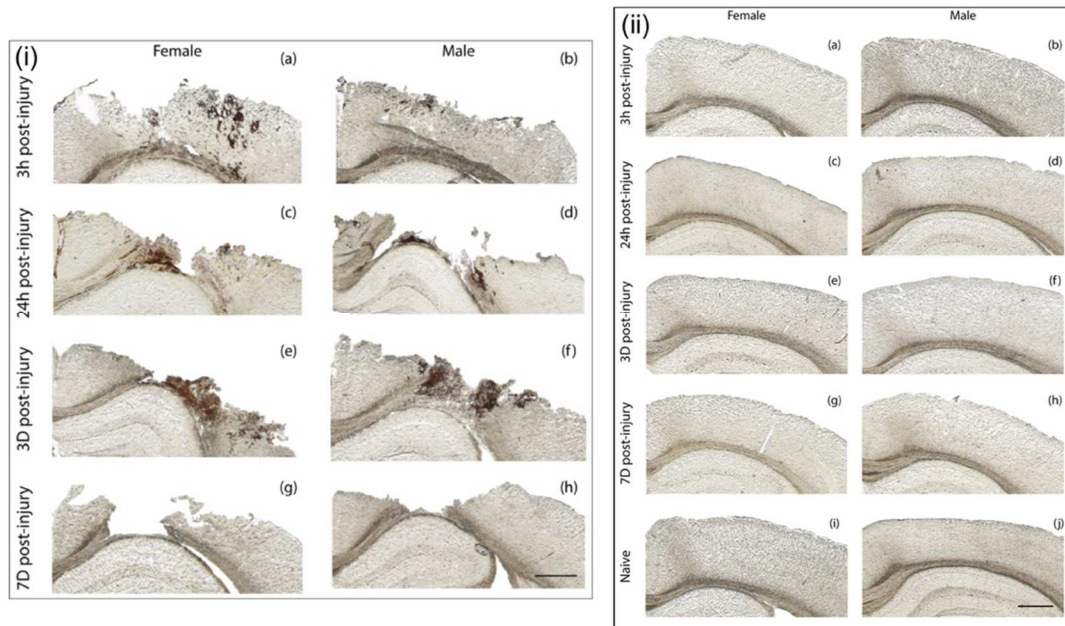 (i)
Female Male
3h post-injury
(a) (b)
24h post-injury
(c) (d)
3D post-injury
(e) (f)
7D post-injury
(g) (h)
(ii)
Female Male
3h post-injury
(a) (b)
24h post-injury
(c) (d)
3D post-injury
(e) (f)
7D post-injury
(g) (h)
Naive
(i) (j)